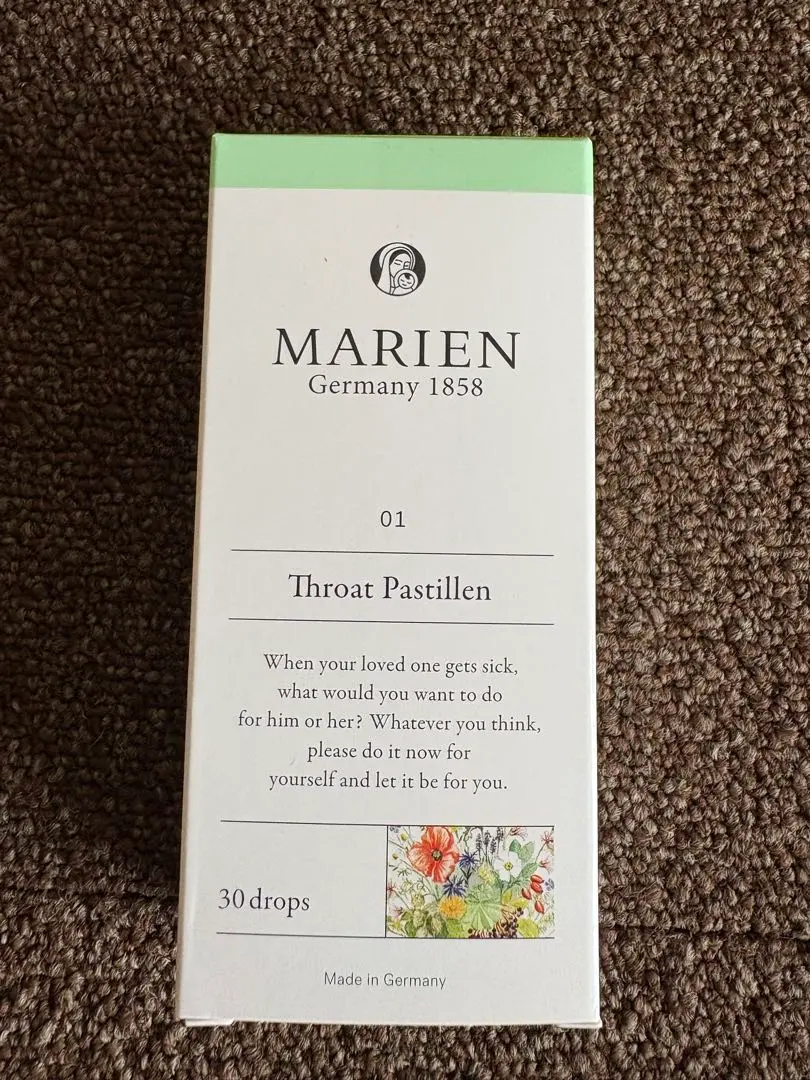 MARIEN
Germany 1858
01
Throat Pastillen
When your loved one gets sick,
what would you want to do
for him or her? Whatever you think,
please do it now for
yourself and let it be for you.
30 drops
Made in Germany